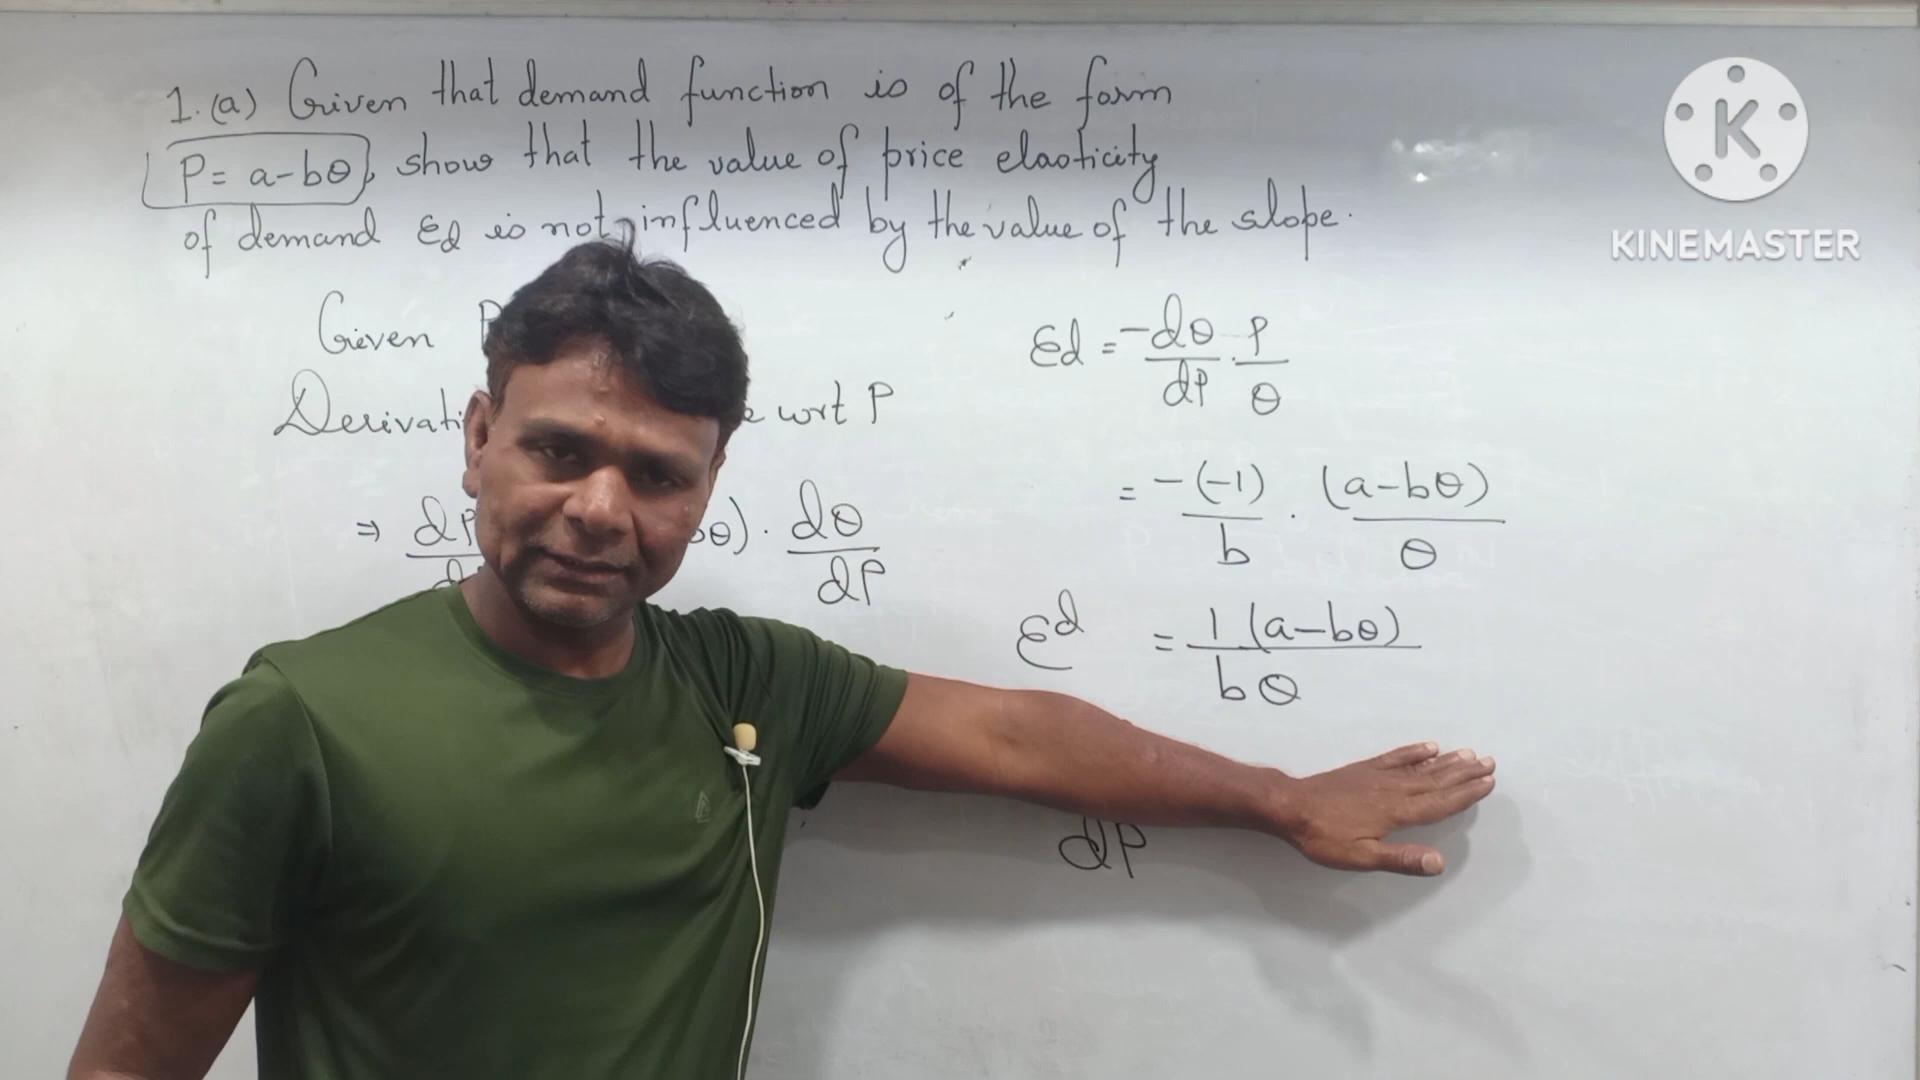 1.(a) Given that demand function is of the form
P = a-bθ, show that the value of price elasticity
of demand Ed is not influenced by the value of the slope.
Given P
Derivati wrt P
⇒ dP bθ) . dθ/dP
Ed = -dθ/dP . P/θ
= -(-1)/b . (a-bθ)/θ
εd = 1(a-bθ)/bθ
dP
K
KINEMASTER